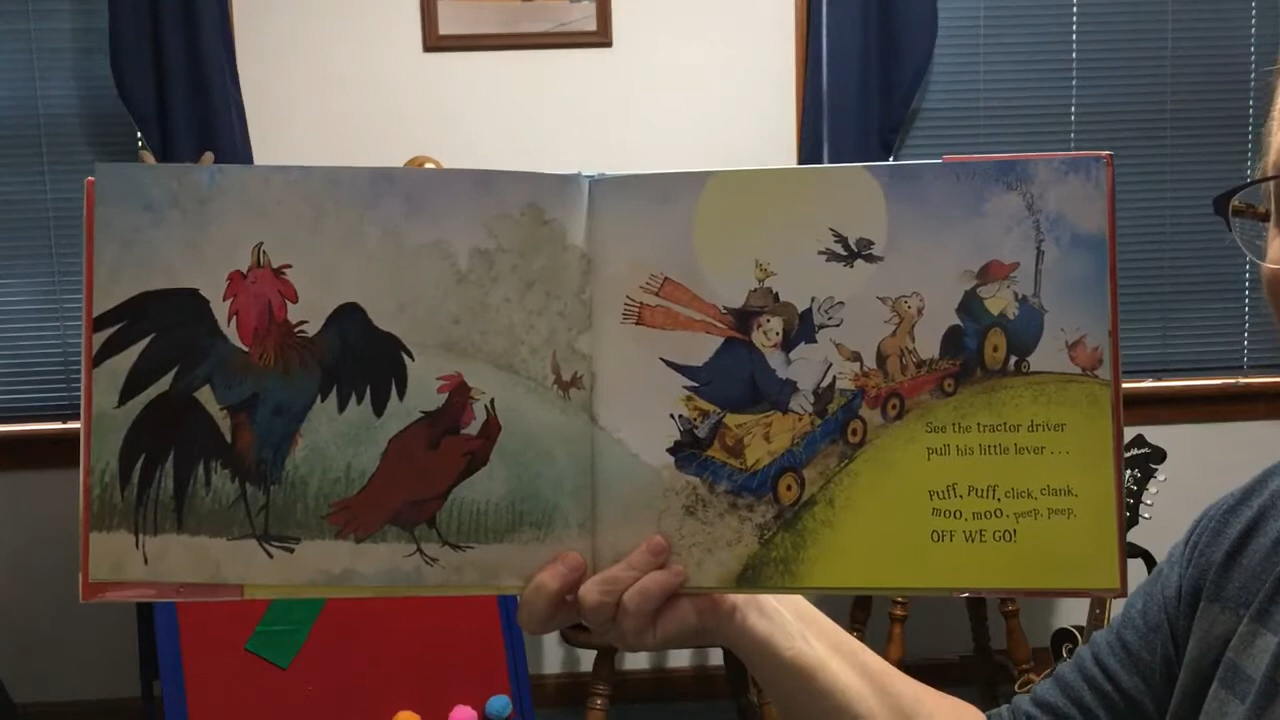 See the tractor driver
pull his little lever . . .
Puff, Puff, click, clank,
moo, moo, peep, peep,
OFF WE GO!